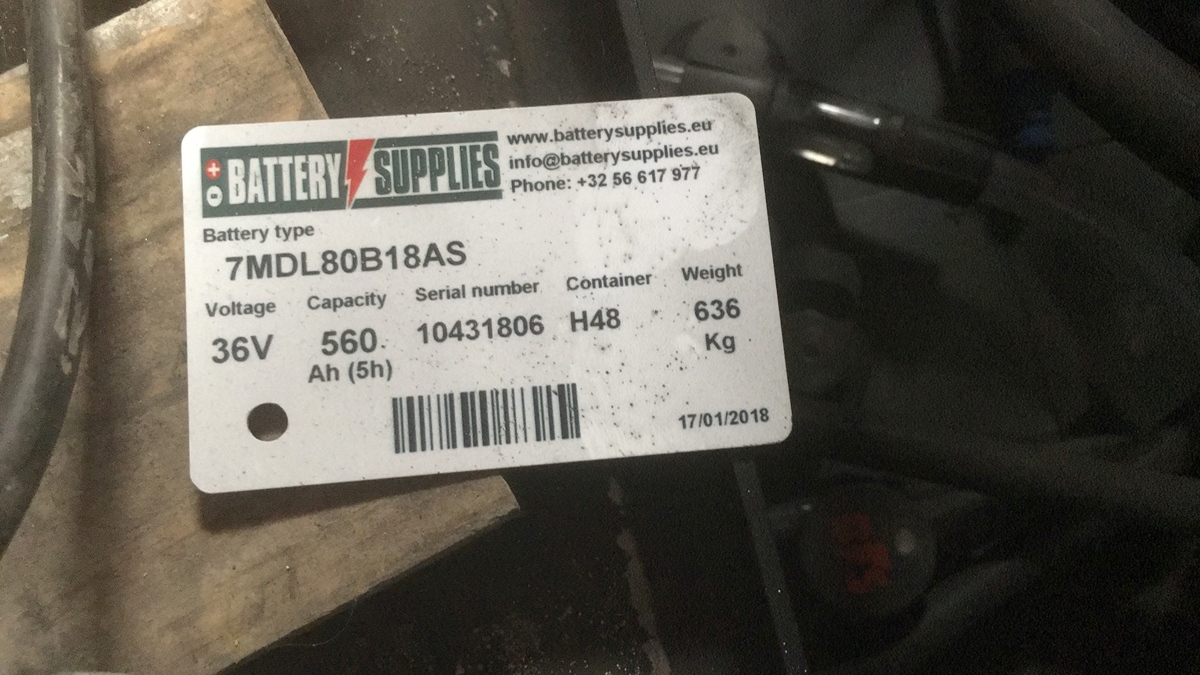 BATTERY SUPPLIES
www.batterysupplies.eu
info@batterysupplies.eu
Phone: +32 56 617 977
Battery type
7MDL80B18AS
Voltage Capacity Serial number Container Weight
36V 560 10431806 H48 636
Ah (5h) Kg
17/01/2018